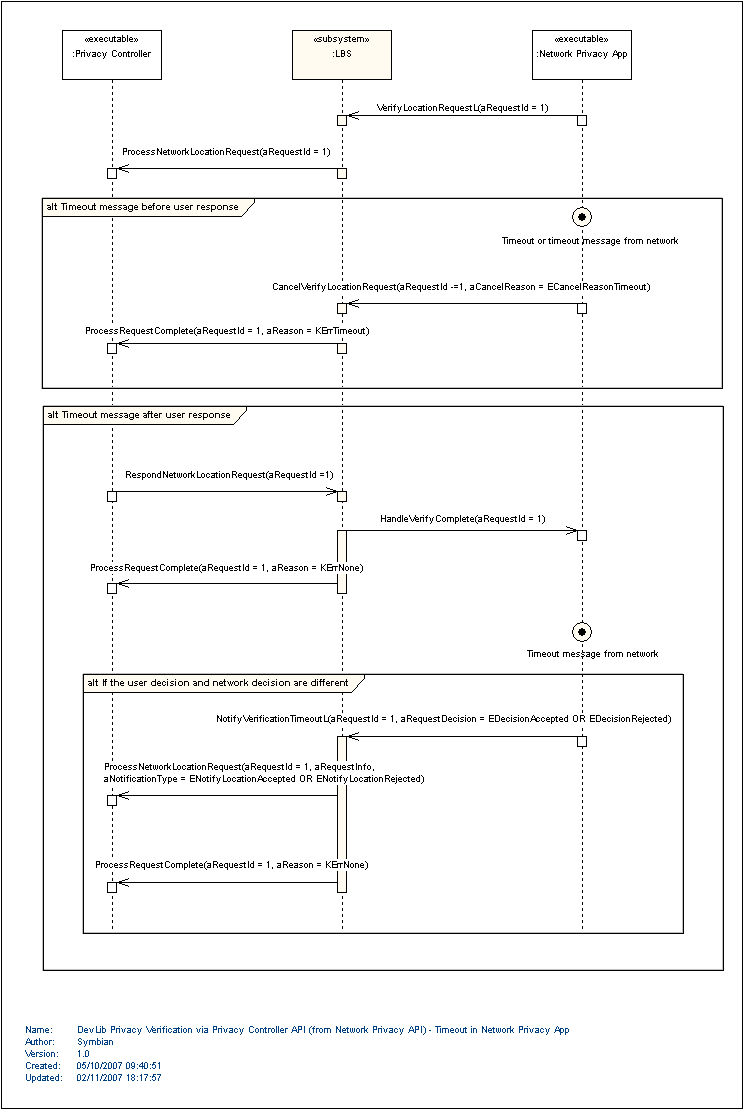 «executable»
:Privacy Controller
«subsystem»
:LBS
«executable»
:Network Privacy App
VerifyLocationRequestL(aRequestId = 1)
ProcessNetworkLocationRequest(aRequestId = 1)
alt Timeout message before user response
Timeout or timeout message from network
CancelVerifyLocationRequest(aRequestId -=1, aCancelReason = ECancelReasonTimeout)
ProcessRequestComplete(aRequestId = 1, aReason = KErrTimeout)
alt Timeout message after user response
RespondNetworkLocationRequest(aRequestId =1)
HandleVerifyComplete(aRequestId = 1)
ProcessRequestComplete(aRequestId = 1, aReason = KErrNone)
Timeout message from network
alt If the user decision and network decision are different
NotifyVerificationTimeoutL(aRequestId = 1, aRequestDecision = EDecisionAccepted OR EDecisionRejected)
ProcessNetworkLocationRequest(aRequestId = 1, aRequestInfo,
aNotificationType = ENotifyLocationAccepted OR ENotifyLocationRejected)
ProcessRequestComplete(aRequestId = 1, aReason = KErrNone)
Name: DevLib Privacy Verification via Privacy Controller API (from Network Privacy API) - Timeout in Network Privacy App
Author: Symbian
Version: 1.0
Created: 05/10/2007 09:40:51
Updated: 02/11/2007 18:17:57